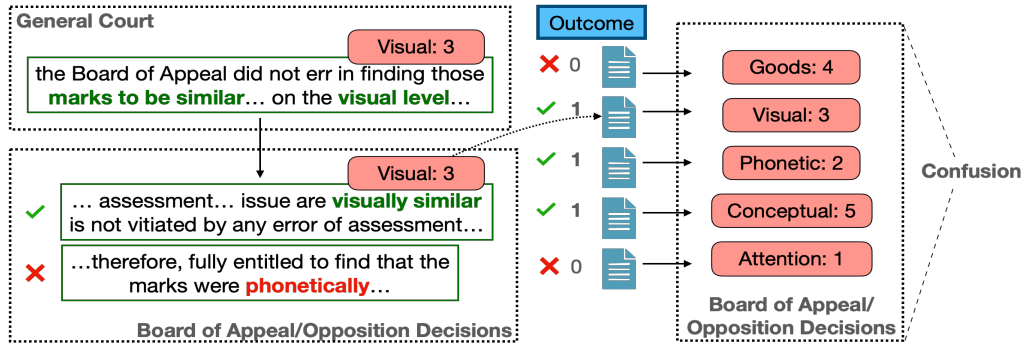 General Court
Visual: 3
the Board of Appeal did not err in finding those
marks to be similar… on the visual level…
Visual: 3
… assessment… issue are visually similar
is not vitiated by any error of assessment…
…therefore, fully entitled to find that the
marks were phonetically…
Board of Appeal/Opposition Decisions
Outcome
0
1
1
1
0
Goods: 4
Visual: 3
Phonetic: 2
Conceptual: 5
Attention: 1
Board of Appeal/
Opposition Decisions
Confusion